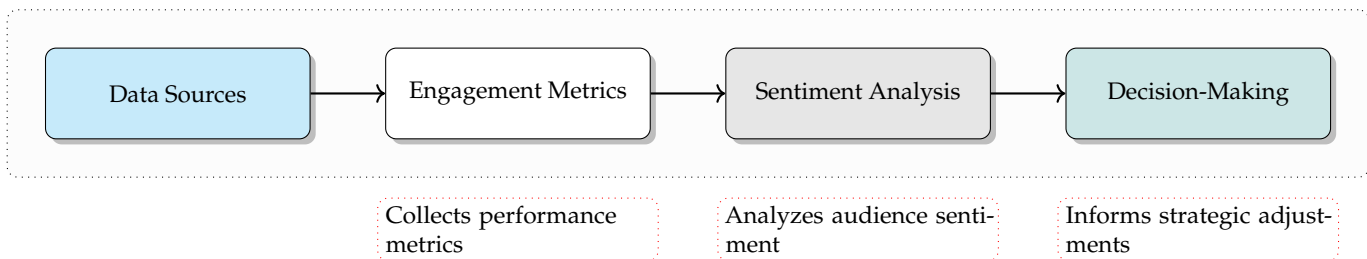 Data Sources
Engagement Metrics
Sentiment Analysis
Decision-Making
Collects performance
metrics
Analyzes audience senti-
ment
Informs strategic adjust-
ments